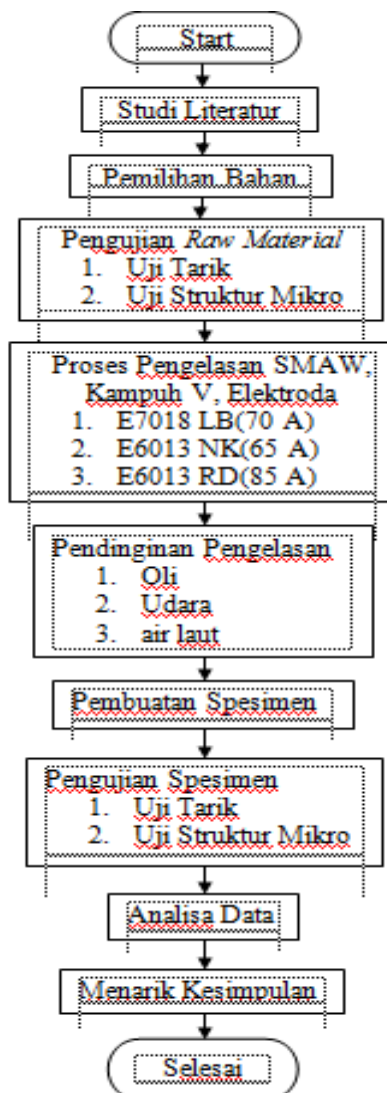 Start
Studi Literatur
Pemilihan Bahan
Pengujian Raw Material
1. Uji Tarik
2. Uji Struktur Mikro
Proses Pengelasan SMAW,
Kampuh V, Elektroda
1. E7018 LB(70 A)
2. E6013 NK(65 A)
3. E6013 RD(85 A)
Pendinginan Pengelasan
1. Oli
2. Udara
3. air laut
Pembuatan Spesimen
Pengujian Spesimen
1. Uji Tarik
2. Uji Struktur Mikro
Analisa Data
Menarik Kesimpulan
Selesai